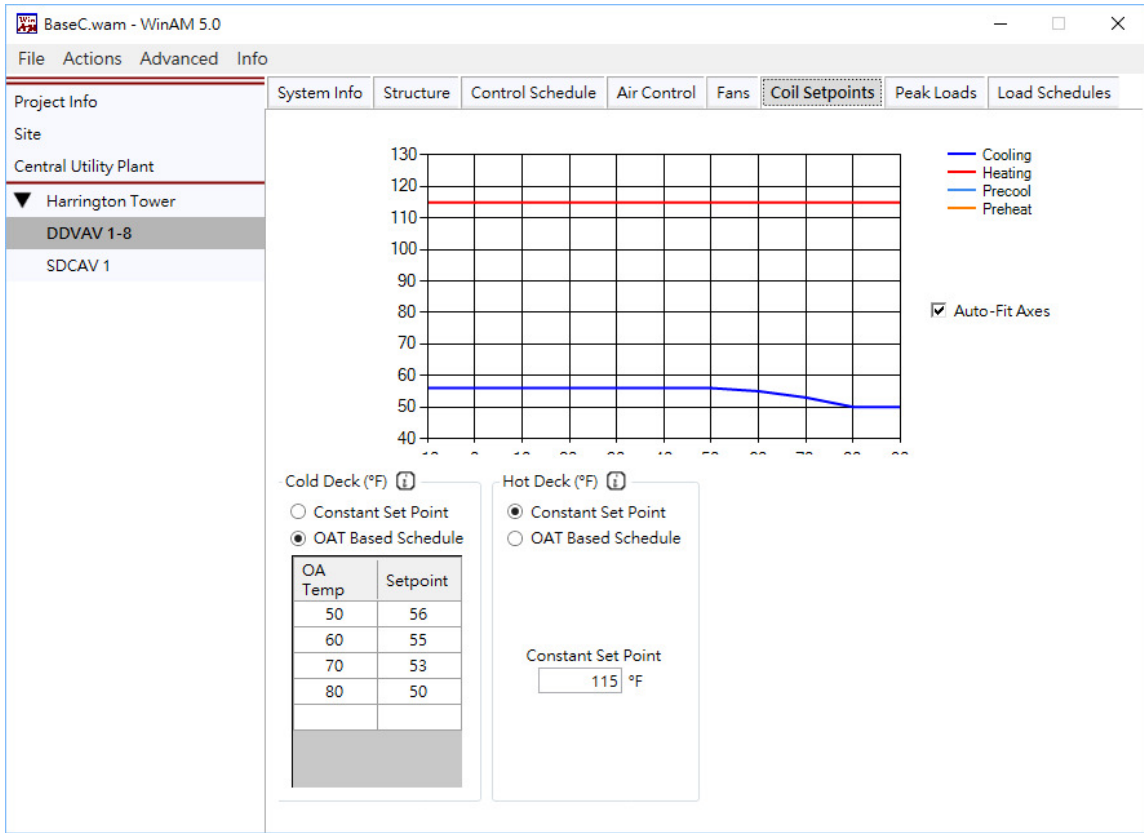 BaseC.wam - WinAM 5.0
File Actions Advanced Info
Project Info
Site
Central Utility Plant
Harrington Tower
DDVAV 1-8
SDCAV 1
System Info Structure Control Schedule Air Control Fans Coil Setpoints Peak Loads Load Schedules
130
120
110
100
90
80
70
60
50
40
Cooling
Heating
Precool
Preheat
Auto-Fit Axes
Cold Deck (°F)
Constant Set Point
OAT Based Schedule
OA Temp Setpoint
50 56
60 55
70 53
80 50
Hot Deck (°F)
Constant Set Point
OAT Based Schedule
Constant Set Point
115 °F